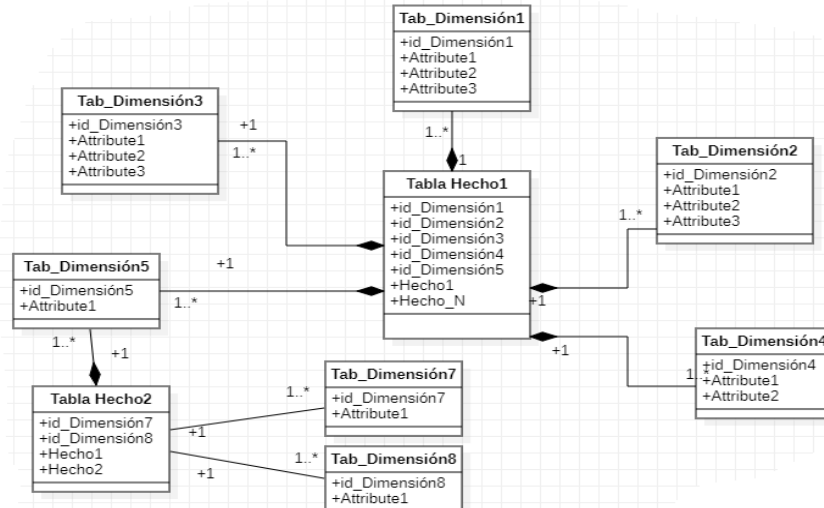 Tab_Dimensión1
+id_Dimensión1
+Attribute1
+Attribute2
+Attribute3
1..*
1
Tab_Dimensión3
+id_Dimensión3
+Attribute1
+Attribute2
+Attribute3
+1
1..*
Tab_Dimensión2
+id_Dimensión2
+Attribute1
+Attribute2
+Attribute3
1..*
+1
Tabla Hecho1
+id_Dimensión1
+id_Dimensión2
+id_Dimensión3
+id_Dimensión4
+id_Dimensión5
+Hecho1
+Hecho_N
Tab_Dimensión5
+id_Dimensión5
+Attribute1
+1
1..*
1..*
+1
Tab_Dimensión4
+id_Dimensión4
+Attribute1
+Attribute2
+1
1..*
Tabla Hecho2
+id_Dimensión7
+id_Dimensión8
+Hecho1
+Hecho2
Tab_Dimensión7
+id_Dimensión7
+Attribute1
1..*
+1
Tab_Dimensión8
+id_Dimensión8
+Attribute1
1..*
+1